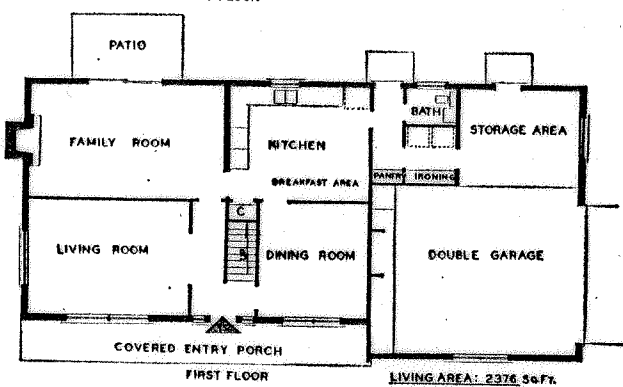 PATIO
BATH
STORAGE AREA
FAMILY ROOM
KITCHEN
BREAKFAST AREA
PANTRY
IRONING
C
LIVING ROOM
DINING ROOM
DOUBLE GARAGE
COVERED ENTRY PORCH
FIRST FLOOR
LIVING AREA: 2376 SQ.FT.